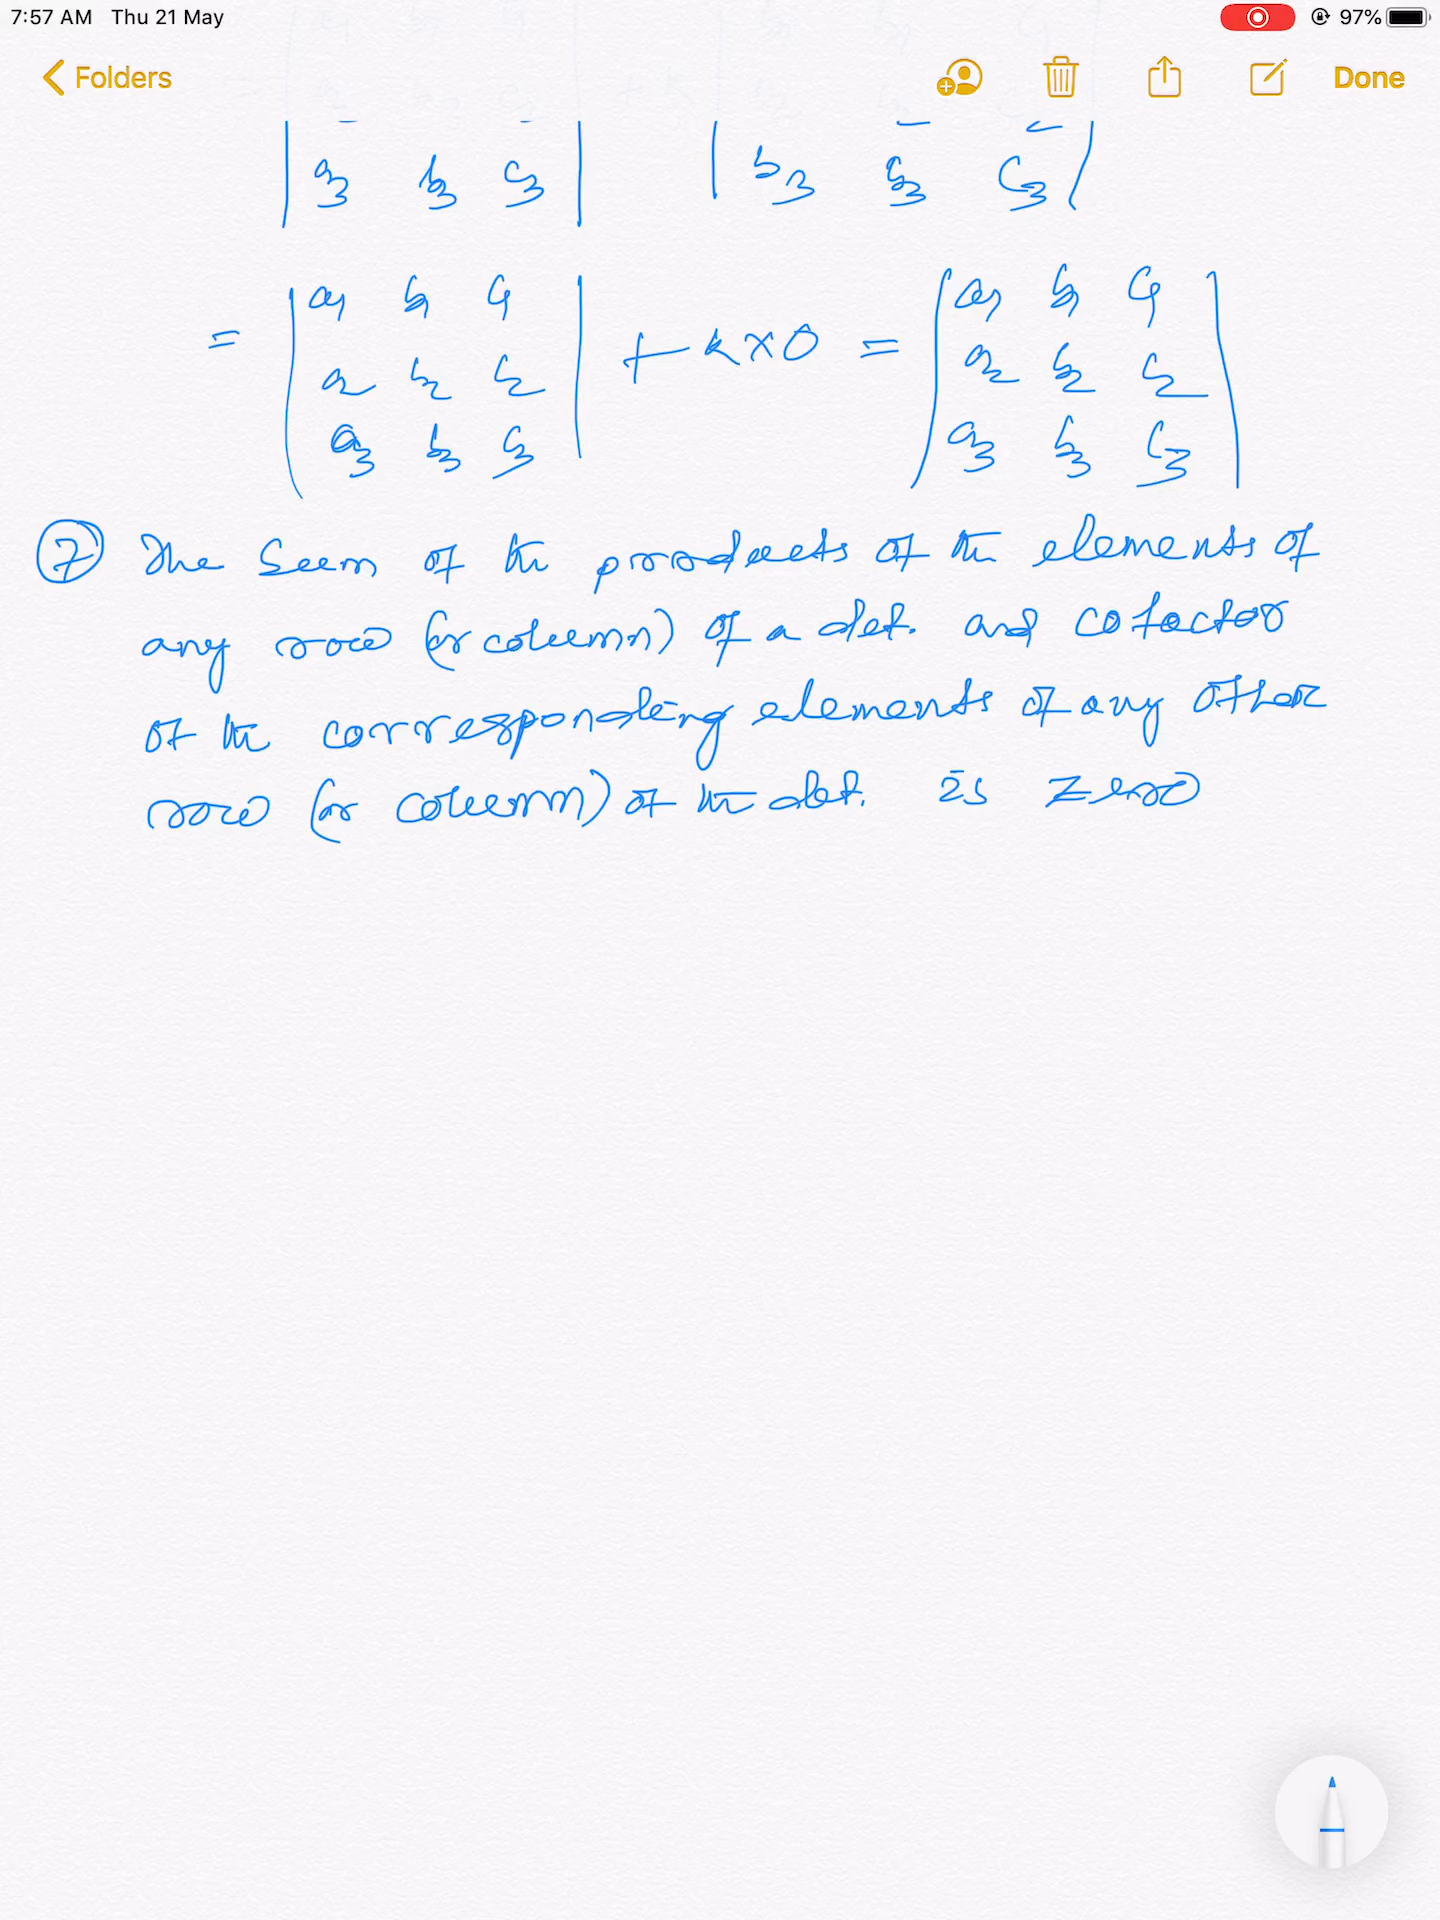 7:57 AM Thu 21 May 97%
Folders Done
a₃ b₃ c₃ b₃ b₃ c₃
= | a₁ b₁ c₁ | + k × 0 = | a₁ b₁ c₁ |
a₂ b₂ c₂ a₂ b₂ c₂
a₃ b₃ c₃ a₃ b₃ c₃
⑦ The Sum of the products of the elements of
any row (or column) of a det. and cofactor
of the corresponding elements of any other
row (or column) of the det. is zero